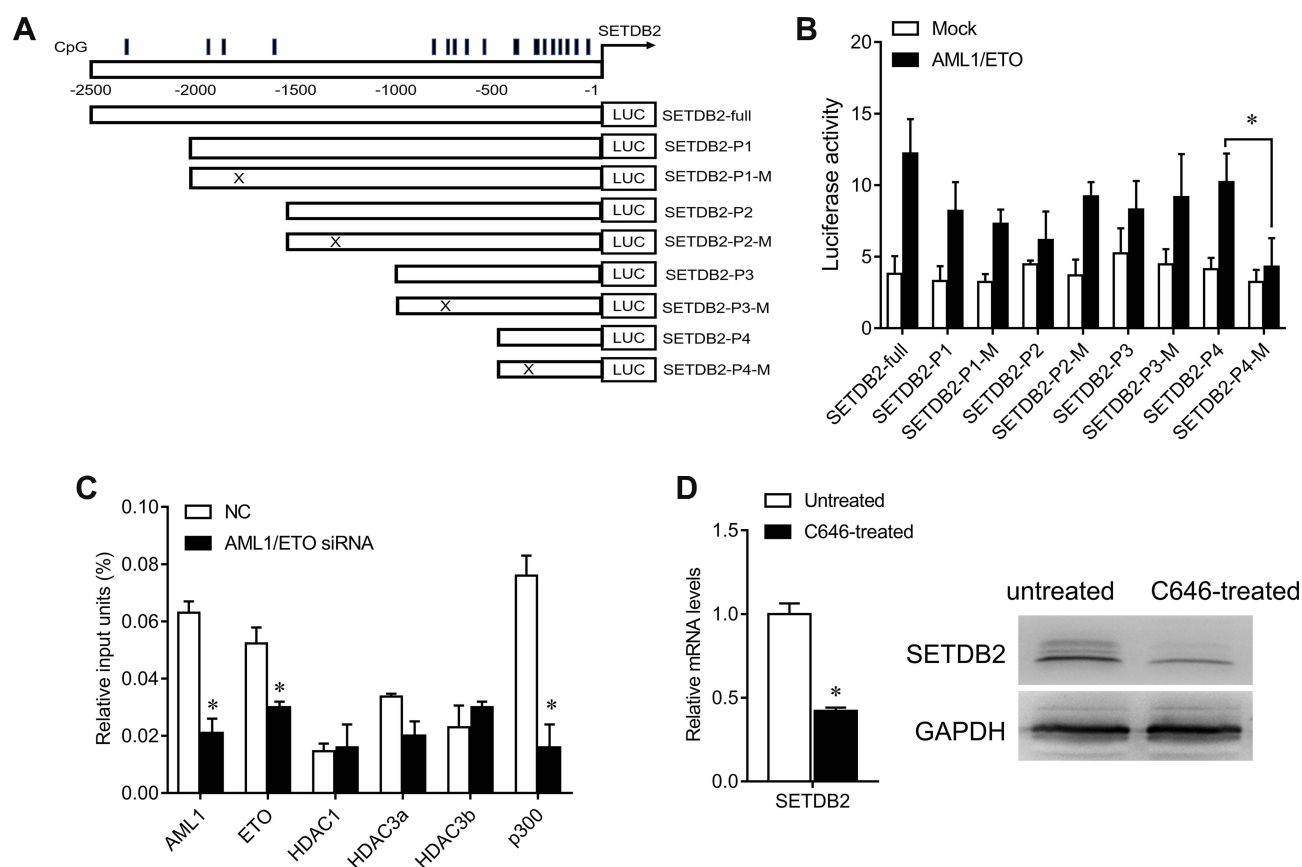 A
SETDB2
CpG
-2500 -2000 -1500 -1000 -500 -1
LUC SETDB2-full
LUC SETDB2-P1
X LUC SETDB2-P1-M
LUC SETDB2-P2
X LUC SETDB2-P2-M
LUC SETDB2-P3
X LUC SETDB2-P3-M
LUC SETDB2-P4
X LUC SETDB2-P4-M
B
Mock
AML1/ETO
Luciferase activity
20
15
10
5
0
*
SETDB2-full
SETDB2-P1
SETDB2-P1-M
SETDB2-P2
SETDB2-P2-M
SETDB2-P3
SETDB2-P3-M
SETDB2-P4
SETDB2-P4-M
C
NC
AML1/ETO siRNA
Relative input units (%)
0.10
0.08
0.06
0.04
0.02
0.00
* * *
AML1
ETO
HDAC1
HDAC3a
HDAC3b
p300
D
Untreated
C646-treated
Relative mRNA levels
1.5
1.0
0.5
0.0
*
SETDB2
untreated C646-treated
SETDB2
GAPDH